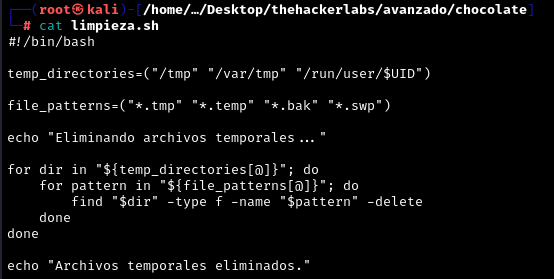 ┌──(root㉿kali)-[/home/…/Desktop/thehackerlabs/avanzado/chocolate]
└─# cat limpieza.sh
#!/bin/bash
temp_directories=("/tmp" "/var/tmp" "/run/user/$UID")
file_patterns=("*.tmp" "*.temp" "*.bak" "*.swp")
echo "Eliminando archivos temporales..."
for dir in "${temp_directories[@]}"; do
    for pattern in "${file_patterns[@]}"; do
        find "$dir" -type f -name "$pattern" -delete
    done
done
echo "Archivos temporales eliminados."